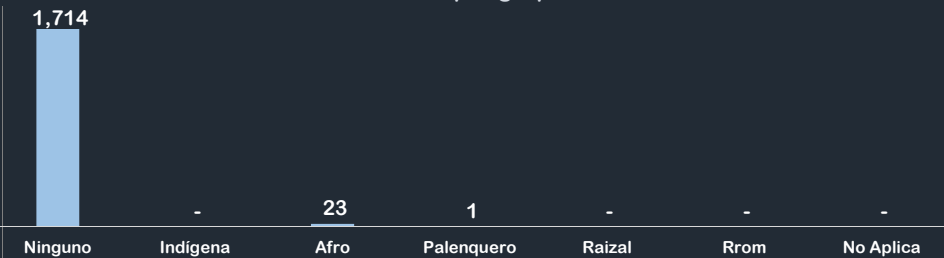 1,714
- 23 1 - - -
Ninguno Indígena Afro Palenquero Raizal Rrom No Aplica